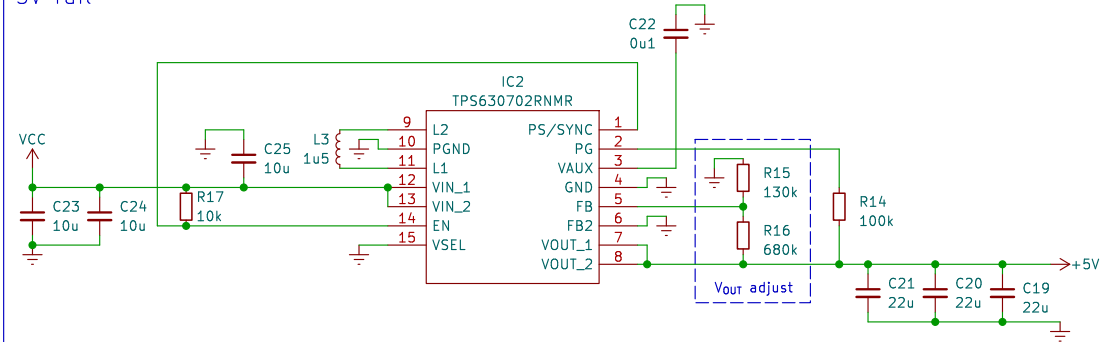 C22
0u1
IC2
TPS630702RNMR
VCC
C23
10u
C24
10u
R17
10k
C25
10u
L3
1u5
9 L2
10 PGND
11 L1
12 VIN_1
13 VIN_2
14 EN
15 VSEL
PS/SYNC 1
PG 2
VAUX 3
GND 4
FB 5
FB2 6
VOUT_1 7
VOUT_2 8
R15
130k
R16
680k
VOUT adjust
R14
100k
+5V
C21
22u
C20
22u
C19
22u